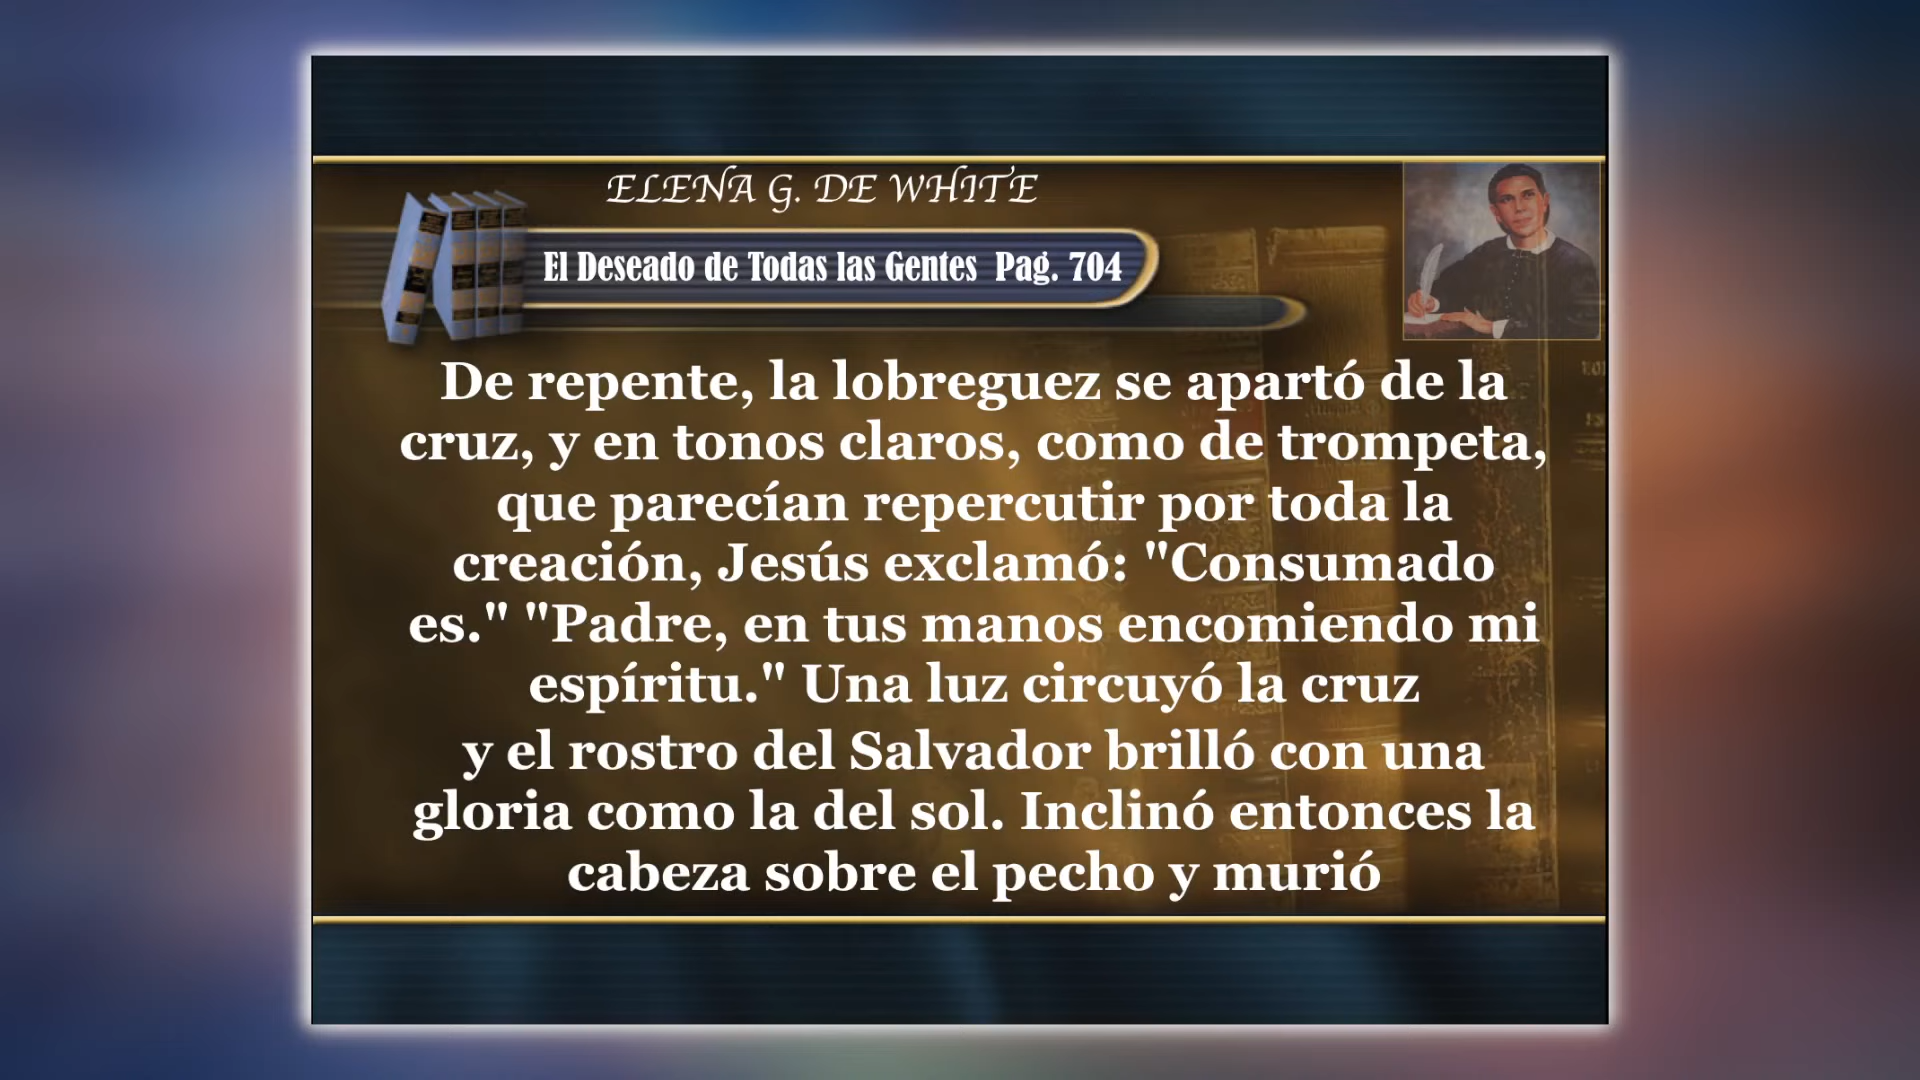 ELENA G. DE WHITE
El Deseado de Todas las Gentes Pag. 704
De repente, la lobreguez se apartó de la
cruz, y en tonos claros, como de trompeta,
que parecían repercutir por toda la
creación, Jesús exclamó: "Consumado
es." "Padre, en tus manos encomiendo mi
espíritu." Una luz circuyó la cruz
y el rostro del Salvador brilló con una
gloria como la del sol. Inclinó entonces la
cabeza sobre el pecho y murió